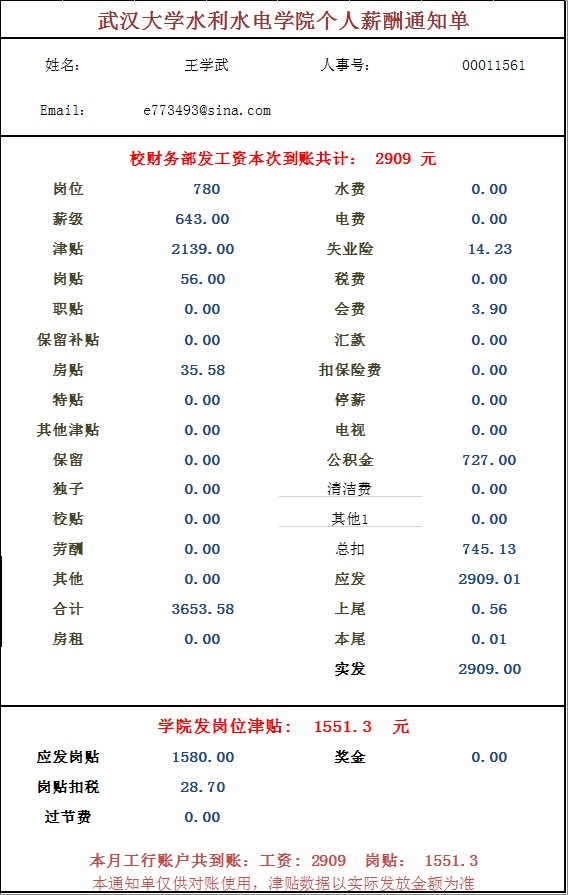 武汉大学水利水电学院个人薪酬通知单
姓名： 王学武 人事号： 00011561
Email： e773493@sina.com
校财务部发工资本次到账共计： 2909 元
岗位 780 水费 0.00
薪级 643.00 电费 0.00
津贴 2139.00 失业险 14.23
岗贴 56.00 税费 0.00
职贴 0.00 会费 3.90
保留补贴 0.00 汇款 0.00
房贴 35.58 扣保险费 0.00
特贴 0.00 停薪 0.00
其他津贴 0.00 电视 0.00
保留 0.00 公积金 727.00
独子 0.00 清洁费 0.00
校贴 0.00 其他1 0.00
劳酬 0.00 总扣 745.13
其他 0.00 应发 2909.01
合计 3653.58 上尾 0.56
房租 0.00 本尾 0.01
实发 2909.00
学院发岗位津贴： 1551.3 元
应发岗贴 1580.00 奖金 0.00
岗贴扣税 28.70
过节费 0.00
本月工行账户共到账：工资：2909 岗贴： 1551.3
本通知单仅供对账使用，津贴数据以实际发放金额为准